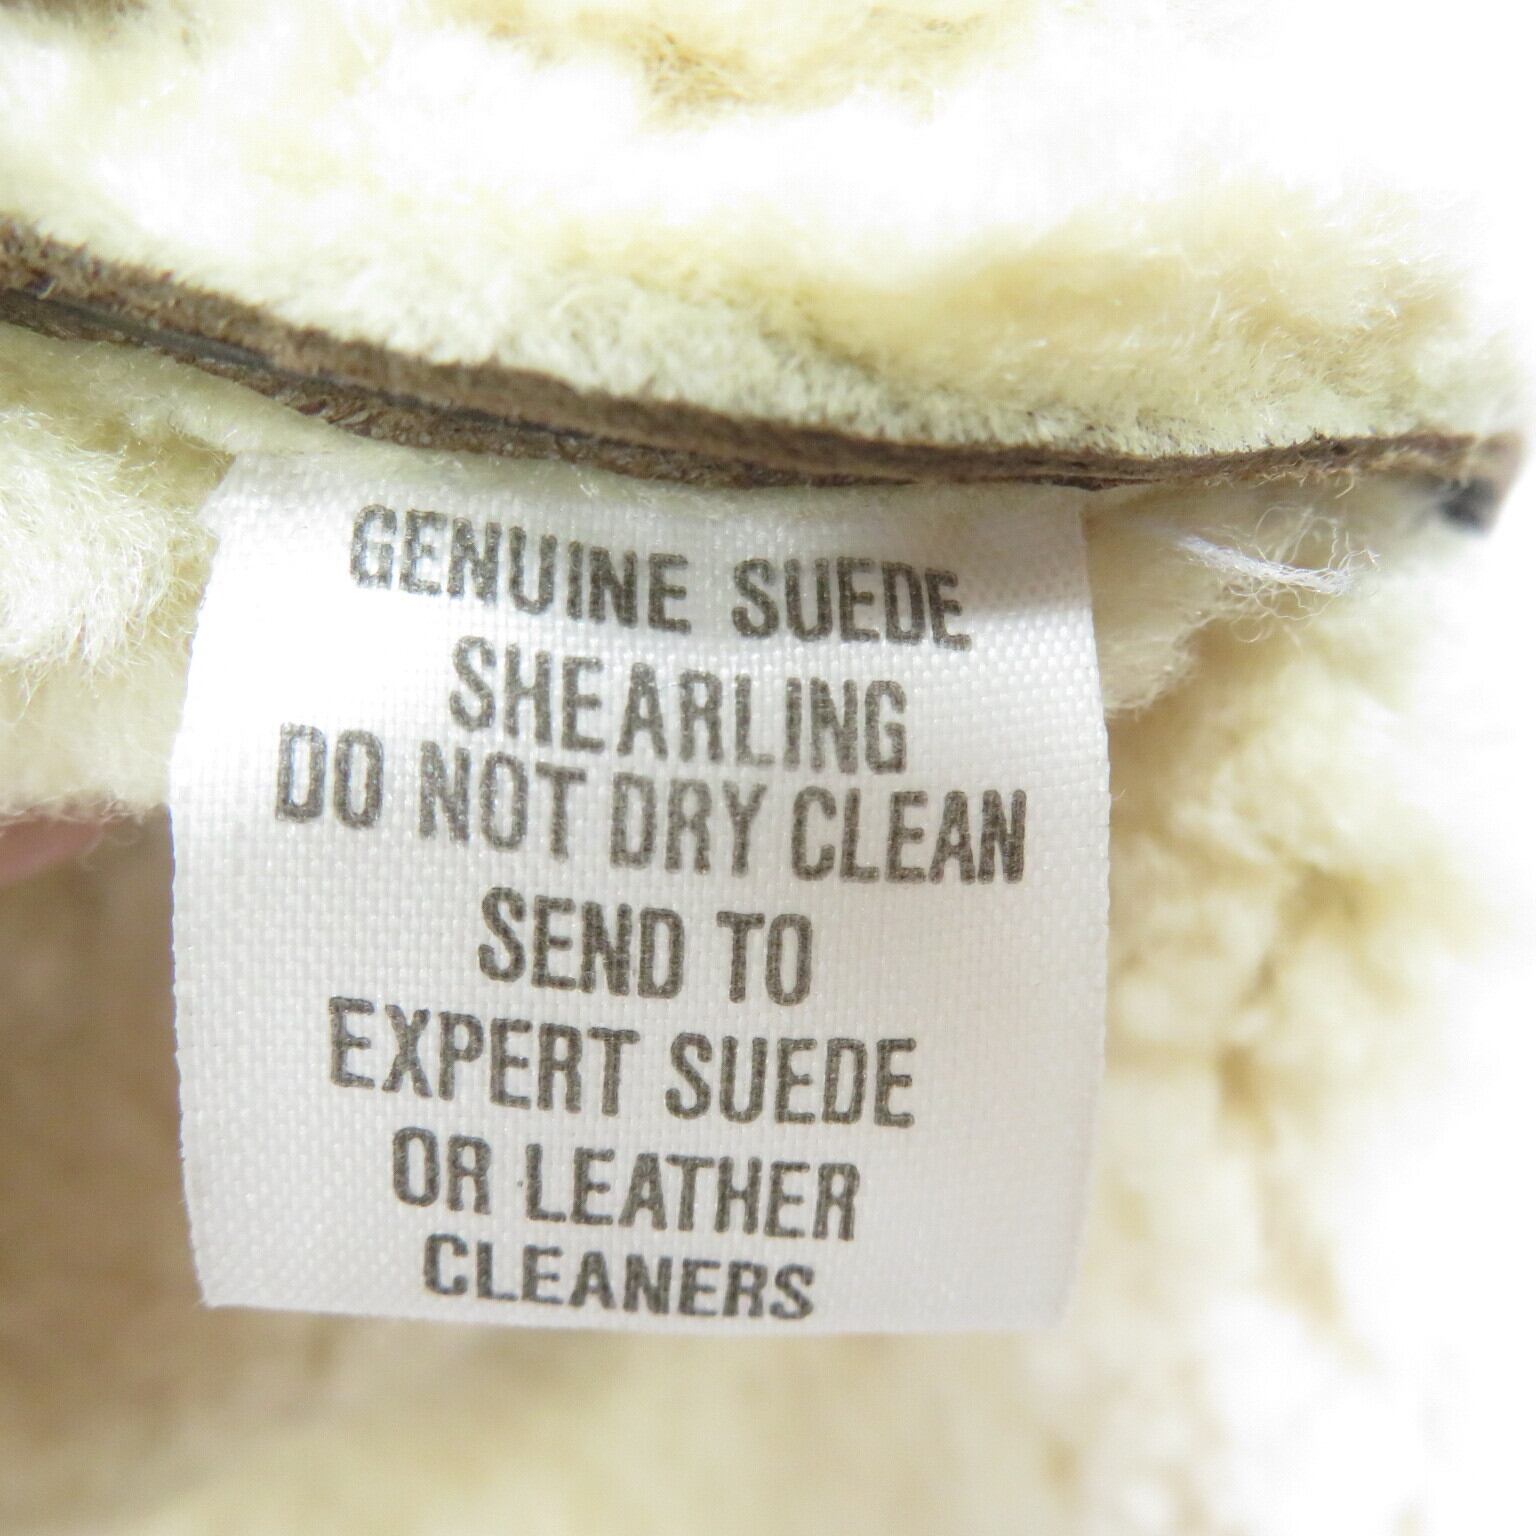 GENUINE SUEDE
SHEARLING
DO NOT DRY CLEAN
SEND TO
EXPERT SUEDE
OR LEATHER
CLEANERS